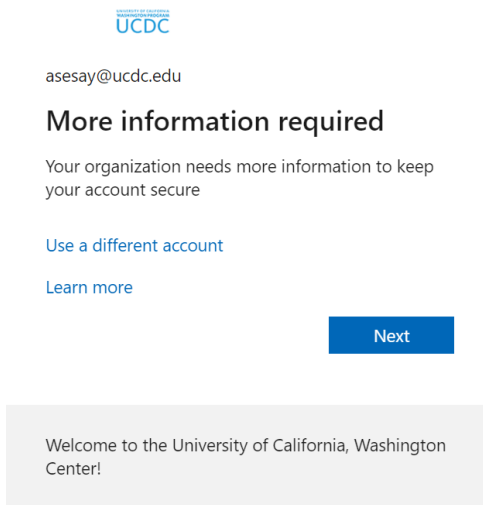 UNIVERSITY OF CALIFORNIA
WASHINGTON PROGRAM
UCDC
asesay@ucdc.edu
More information required
Your organization needs more information to keep
your account secure
Use a different account
Learn more
Next
Welcome to the University of California, Washington
Center!